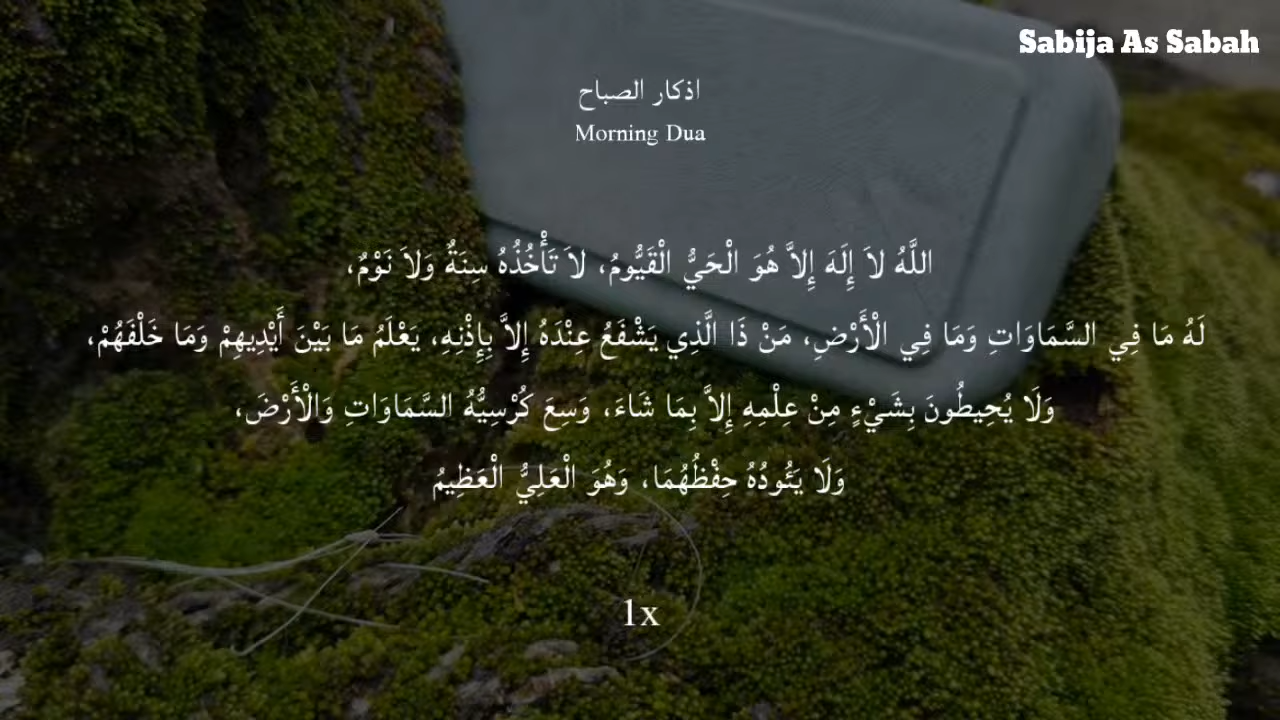 Sabija As Sabah
اذكار الصباح
Morning Dua
اللَّهُ لاَ إِلَهَ إِلاَّ هُوَ الْحَيُّ الْقَيُّومُ، لاَ تَأْخُذُهُ سِنَةٌ وَلاَ نَوْمٌ،
لَهُ مَا فِي السَّمَاوَاتِ وَمَا فِي الْأَرْضِ، مَنْ ذَا الَّذِي يَشْفَعُ عِنْدَهُ إِلاَّ بِإِذْنِهِ، يَعْلَمُ مَا بَيْنَ أَيْدِيهِمْ وَمَا خَلْفَهُمْ،
وَلَا يُحِيطُونَ بِشَيْءٍ مِنْ عِلْمِهِ إِلاَّ بِمَا شَاءَ، وَسِعَ كُرْسِيُّهُ السَّمَاوَاتِ وَالْأَرْضَ،
وَلَا يَئُودُهُ حِفْظُهُمَا، وَهُوَ الْعَلِيُّ الْعَظِيمُ
1x